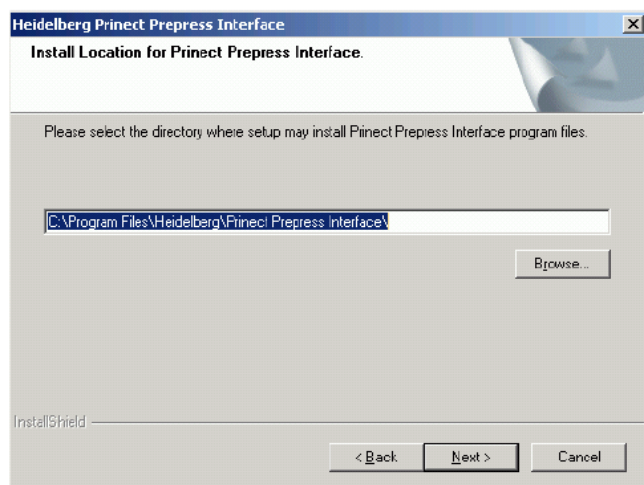 Heidelberg Prinect Prepress Interface
Install Location for Prinect Prepress Interface.
Please select the directory where setup may install Prinect Prepress Interface program files.
C:\Program Files\Heidelberg\Prinect Prepress Interface\
Browse...
InstallShield
< Back
Next >
Cancel